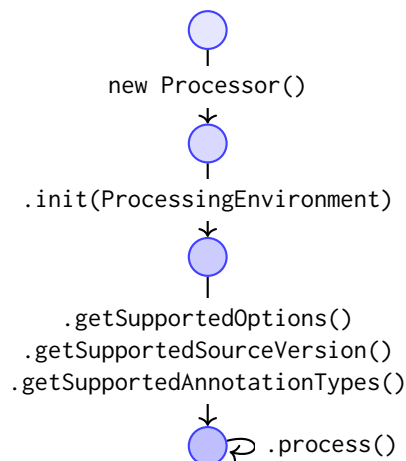 new Processor()
.init(ProcessingEnvironment)
.getSupportedOptions()
.getSupportedSourceVersion()
.getSupportedAnnotationTypes()
.process()